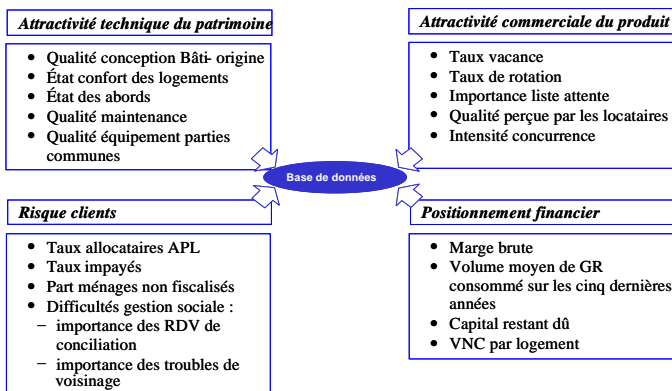 Attractivité technique du patrimoine
• Qualité conception Bâti- origine
• État confort des logements
• État des abords
• Qualité maintenance
• Qualité équipement parties
communes
Attractivité commerciale du produit
• Taux vacance
• Taux de rotation
• Importance liste attente
• Qualité perçue par les locataires
• Intensité concurrence
Base de données
Risque clients
• Taux allocataires APL
• Taux impayés
• Part ménages non fiscalisés
• Difficultés gestion sociale :
– importance des RDV de
conciliation
– importance des troubles de
voisinage
Positionnement financier
• Marge brute
• Volume moyen de GR
consommé sur les cinq dernières
années
• Capital restant dû
• VNC par logement